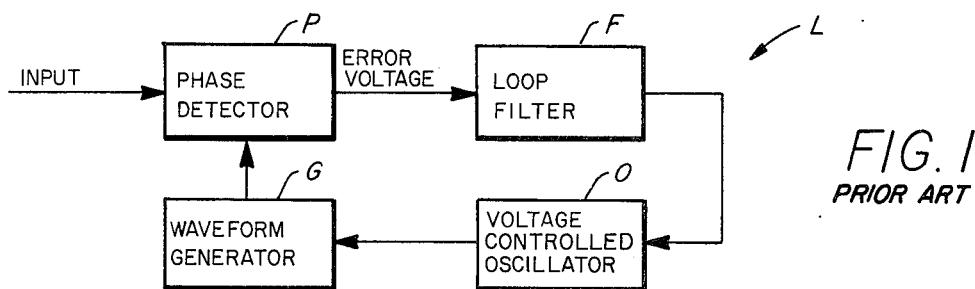 P
F
L
INPUT
PHASE
DETECTOR
ERROR
VOLTAGE
LOOP
FILTER
FIG. 1
PRIOR ART
G
O
WAVEFORM
GENERATOR
VOLTAGE
CONTROLLED
OSCILLATOR